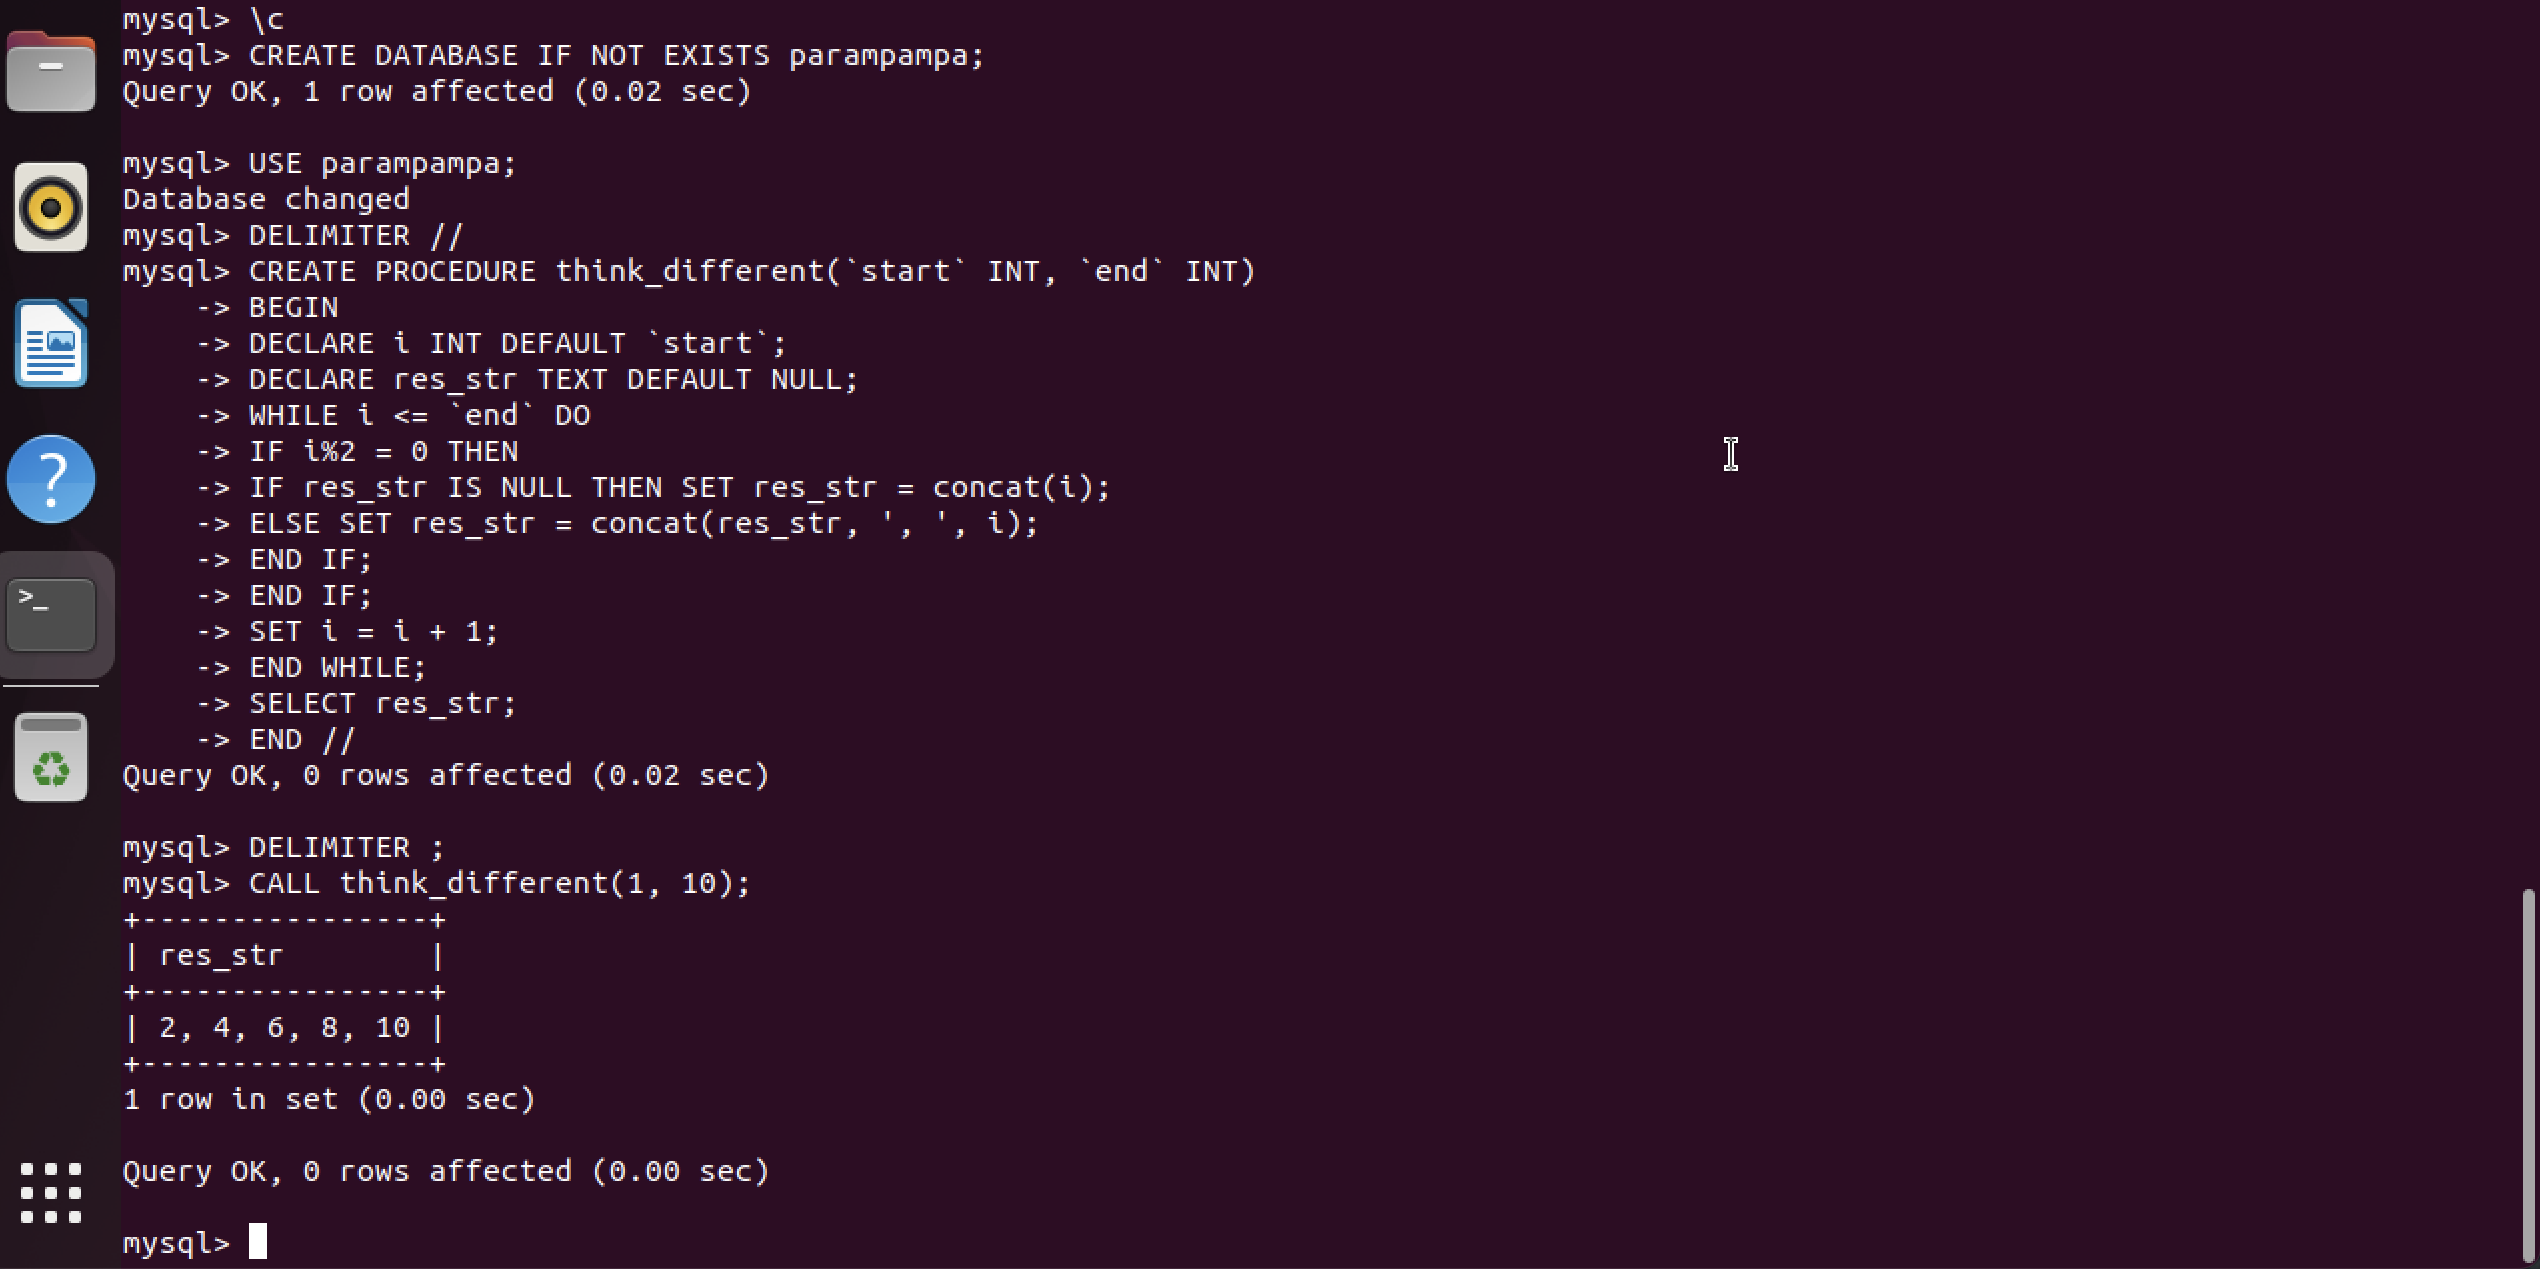 mysql> \c
mysql> CREATE DATABASE IF NOT EXISTS parampampa;
Query OK, 1 row affected (0.02 sec)

mysql> USE parampampa;
Database changed
mysql> DELIMITER //
mysql> CREATE PROCEDURE think_different(`start` INT, `end` INT)
    -> BEGIN
    -> DECLARE i INT DEFAULT `start`;
    -> DECLARE res_str TEXT DEFAULT NULL;
    -> WHILE i <= `end` DO
    -> IF i%2 = 0 THEN
    -> IF res_str IS NULL THEN SET res_str = concat(i);
    -> ELSE SET res_str = concat(res_str, ', ', i);
    -> END IF;
    -> END IF;
    -> SET i = i + 1;
    -> END WHILE;
    -> SELECT res_str;
    -> END //
Query OK, 0 rows affected (0.02 sec)

mysql> DELIMITER ;
mysql> CALL think_different(1, 10);
+----------------+
| res_str        |
+----------------+
| 2, 4, 6, 8, 10 |
+----------------+
1 row in set (0.00 sec)

Query OK, 0 rows affected (0.00 sec)

mysql>